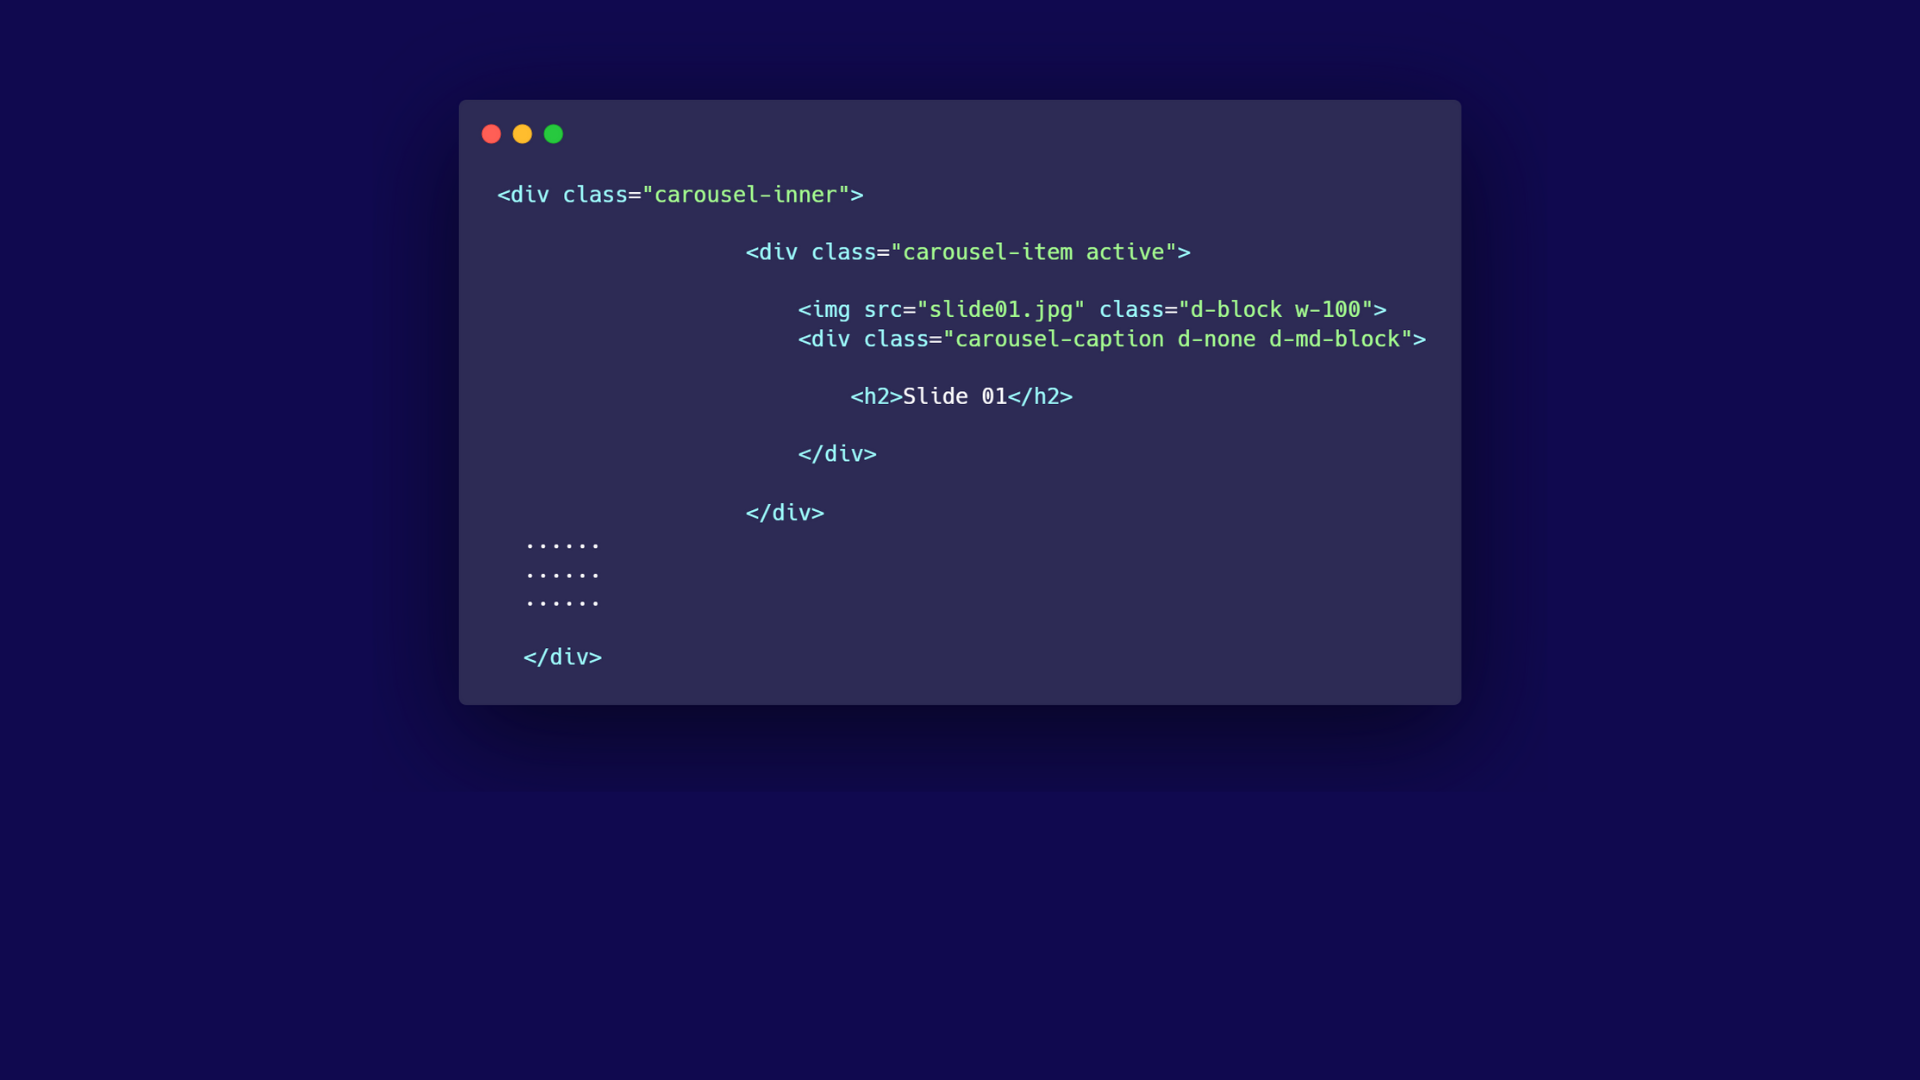 <div class="carousel-inner">
<div class="carousel-item active">
<img src="slide01.jpg" class="d-block w-100">
<div class="carousel-caption d-none d-md-block">
<h2>Slide 01</h2>
</div>
</div>
......
......
......
</div>